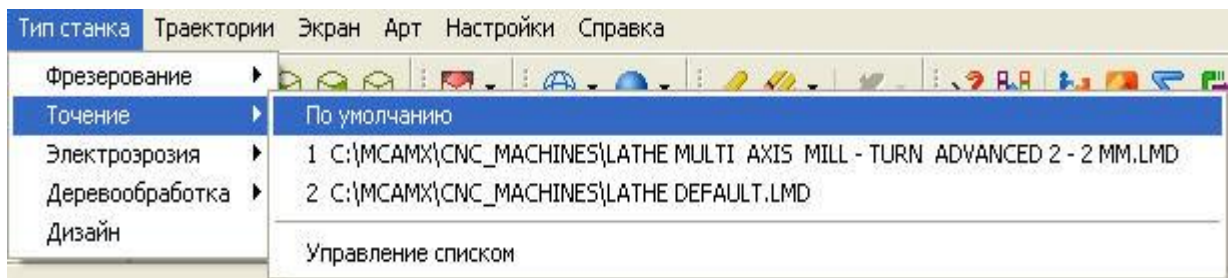 Тип станка Траектории Экран Арт Настройки Справка
Фрезерование
Точение
Электроэрозия
Деревообработка
Дизайн
По умолчанию
1 C:\MCAMX\CNC_MACHINES\LATHE MULTI AXIS MILL - TURN ADVANCED 2 - 2 MM.LMD
2 C:\MCAMX\CNC_MACHINES\LATHE DEFAULT.LMD
Управление списком